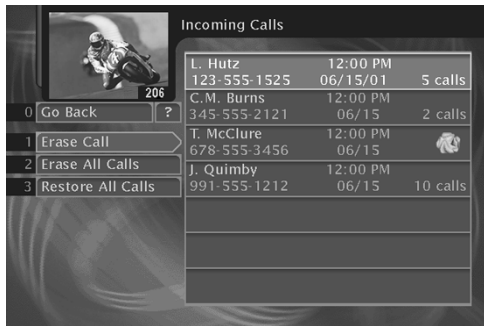 Incoming Calls
206
0 Go Back ?
1 Erase Call
2 Erase All Calls
3 Restore All Calls
L. Hutz 12:00 PM
123-555-1525 06/15/01 5 calls
C.M. Burns 12:00 PM
345-555-2121 06/15 2 calls
T. McClure 12:00 PM
678-555-3456 06/15
J. Quimby 12:00 PM
991-555-1212 06/15 10 calls